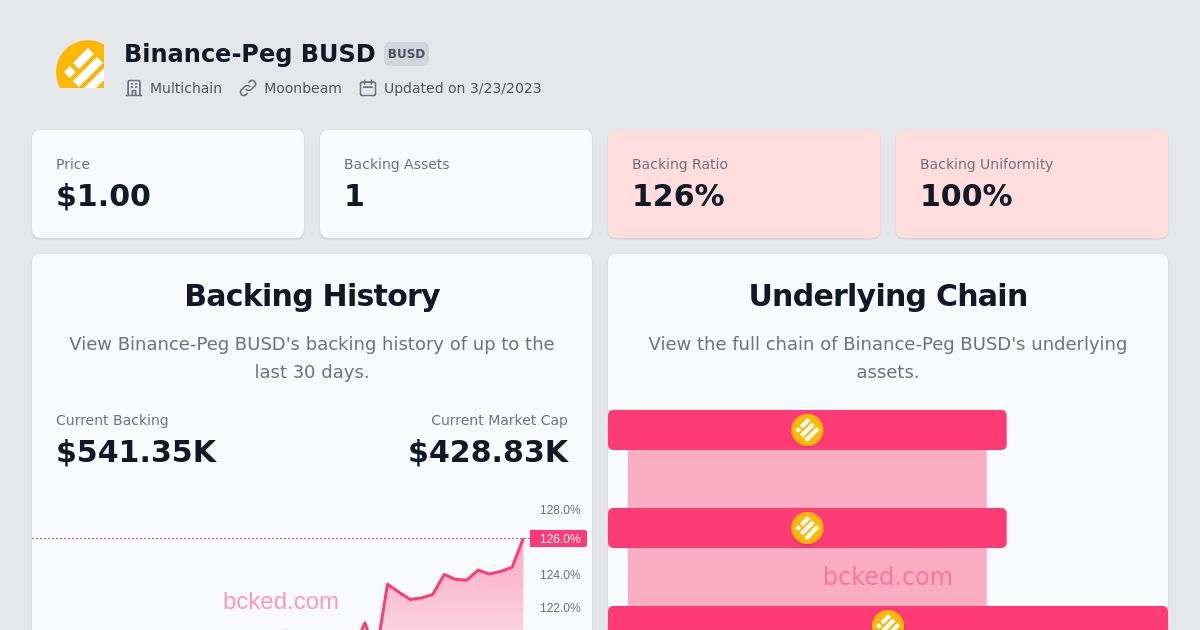 Binance-Peg BUSD BUSD
Multichain Moonbeam Updated on 3/23/2023
Price
$1.00
Backing Assets
1
Backing Ratio
126%
Backing Uniformity
100%
Backing History
View Binance-Peg BUSD's backing history of up to the
last 30 days.
Current Backing
$541.35K
Current Market Cap
$428.83K
128.0%
126.0%
124.0%
122.0%
bcked.com
Underlying Chain
View the full chain of Binance-Peg BUSD's underlying
assets.
bcked.com